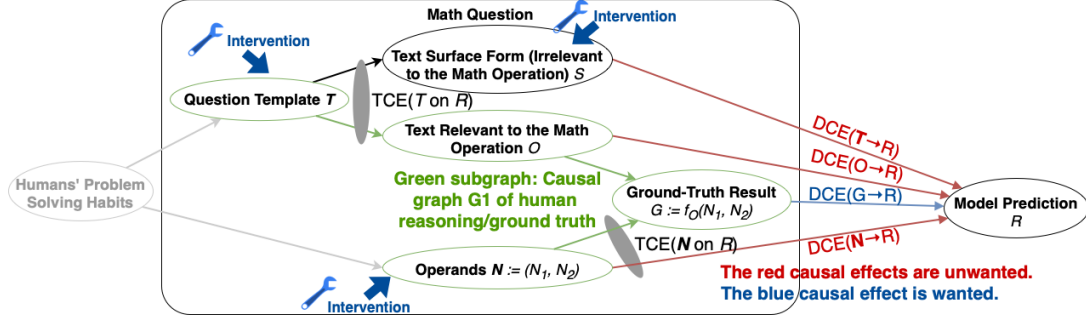 Math Question
Intervention
Intervention
Text Surface Form (Irrelevant
to the Math Operation) S
Question Template T
TCE(T on R)
DCE(T→R)
Text Relevant to the Math
Operation O
DCE(O→R)
Humans' Problem
Solving Habits
Green subgraph: Causal
graph G1 of human
reasoning/ground truth
Ground-Truth Result
G := fO(N1, N2)
DCE(G→R)
Model Prediction
R
TCE(N on R)
DCE(N→R)
Operands N := (N1, N2)
Intervention
The red causal effects are unwanted.
The blue causal effect is wanted.